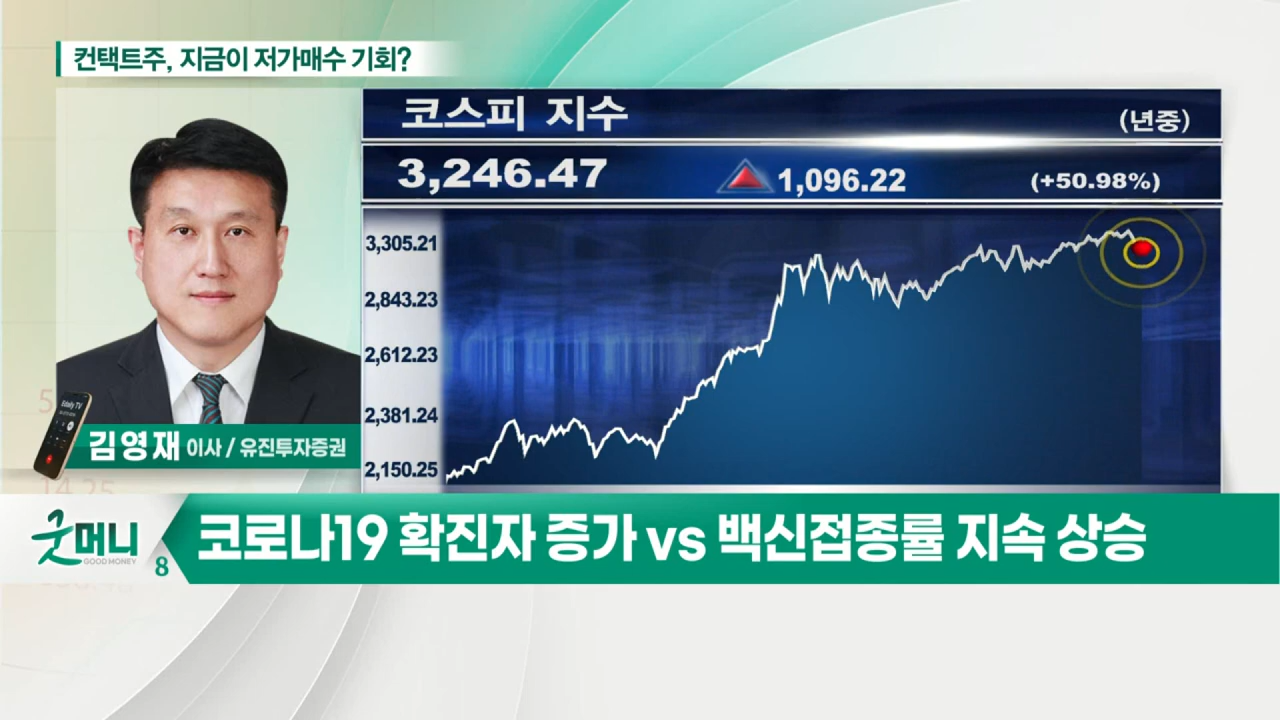 컨택트주, 지금이 저가매수 기회?
코스피 지수
(년중)
3,246.47
1,096.22
(+50.98%)
3,305.21
2,843.23
2,612.23
2,381.24
2,150.25
Edaily TV
김영재 이사 / 유진투자증권
14.25
굿머니
GOOD MONEY
8
코로나19 확진자 증가 vs 백신접종률 지속 상승